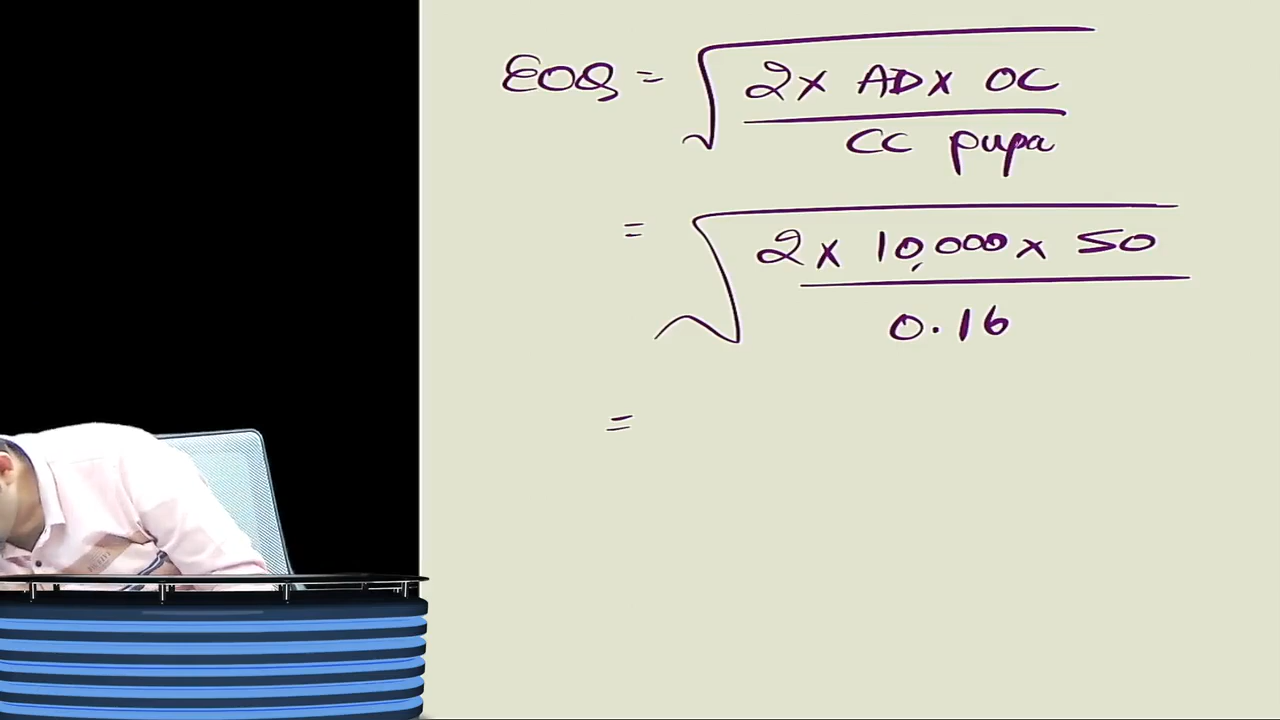 EOQ = √ 2 x AD x OC
CC pupa
= √ 2 x 10,000 x 50
0.16
=